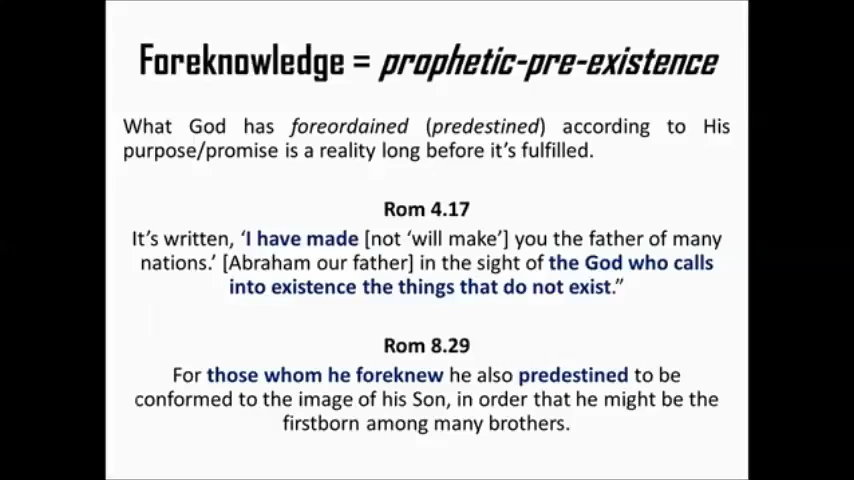 Foreknowledge = prophetic-pre-existence
What God has foreordained (predestined) according to His
purpose/promise is a reality long before it’s fulfilled.
Rom 4.17
It’s written, ‘I have made [not ‘will make’] you the father of many
nations.’ [Abraham our father] in the sight of the God who calls
into existence the things that do not exist.”
Rom 8.29
For those whom he foreknew he also predestined to be
conformed to the image of his Son, in order that he might be the
firstborn among many brothers.